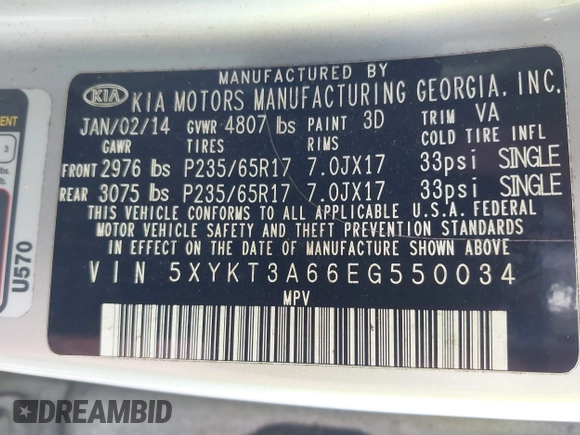 MANUFACTURED BY
KIA KIA MOTORS MANUFACTURING GEORGIA, INC.
JAN/02/14 GVWR 4807 lbs PAINT 3D TRIM VA
GAWR TIRES RIMS COLD TIRE INFL
FRONT 2976 lbs P235/65R17 7.0JX17 33psi SINGLE
REAR 3075 lbs P235/65R17 7.0JX17 33psi SINGLE
THIS VEHICLE CONFORMS TO ALL APPLICABLE U.S.A. FEDERAL
MOTOR VEHICLE SAFETY AND THEFT PREVENTION STANDARDS
IN EFFECT ON THE DATE OF MANUFACTURE SHOWN ABOVE.
VIN 5XYKT3A66EG550034
MPV
U570
3
DREAMBID